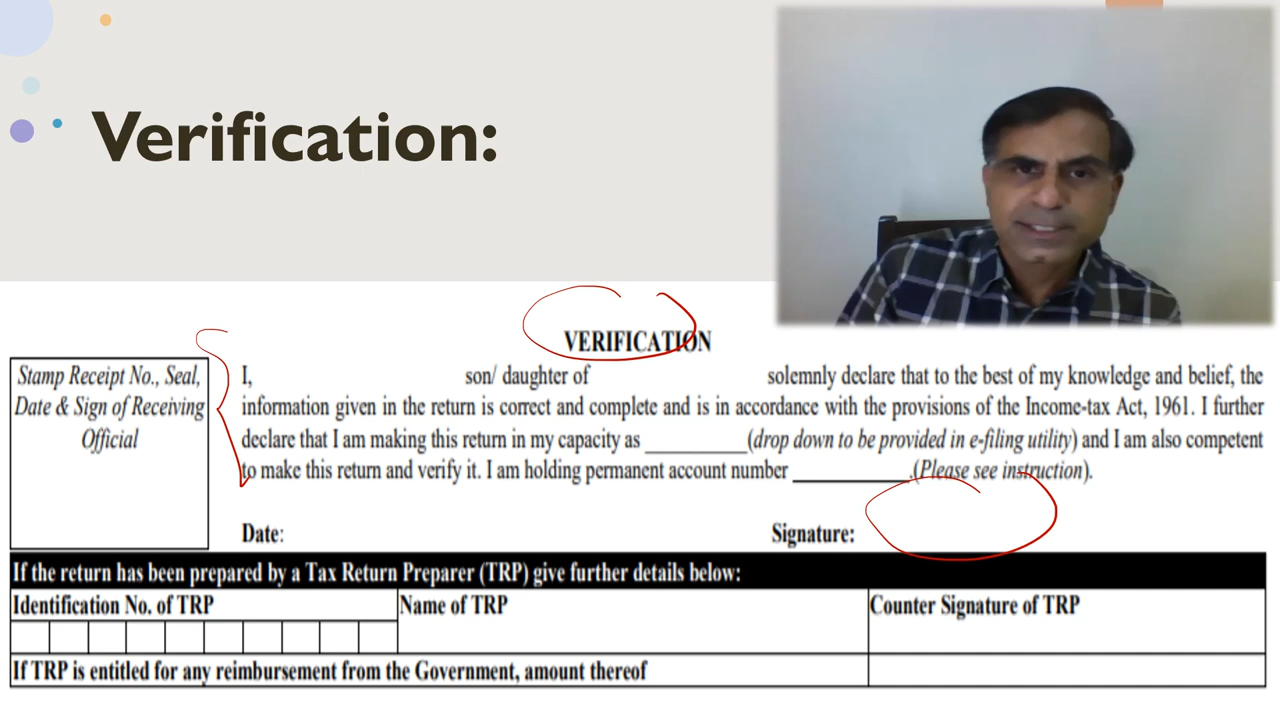 Verification:
VERIFICATION
Stamp Receipt No., Seal,
Date & Sign of Receiving
Official
I, son/ daughter of solemnly declare that to the best of my knowledge and belief, the
information given in the return is correct and complete and is in accordance with the provisions of the Income-tax Act, 1961. I further
declare that I am making this return in my capacity as _________(drop down to be provided in e-filing utility) and I am also competent
to make this return and verify it. I am holding permanent account number ___________.(Please see instruction).
Date: Signature:
If the return has been prepared by a Tax Return Preparer (TRP) give further details below:
Identification No. of TRP Name of TRP Counter Signature of TRP
If TRP is entitled for any reimbursement from the Government, amount thereof